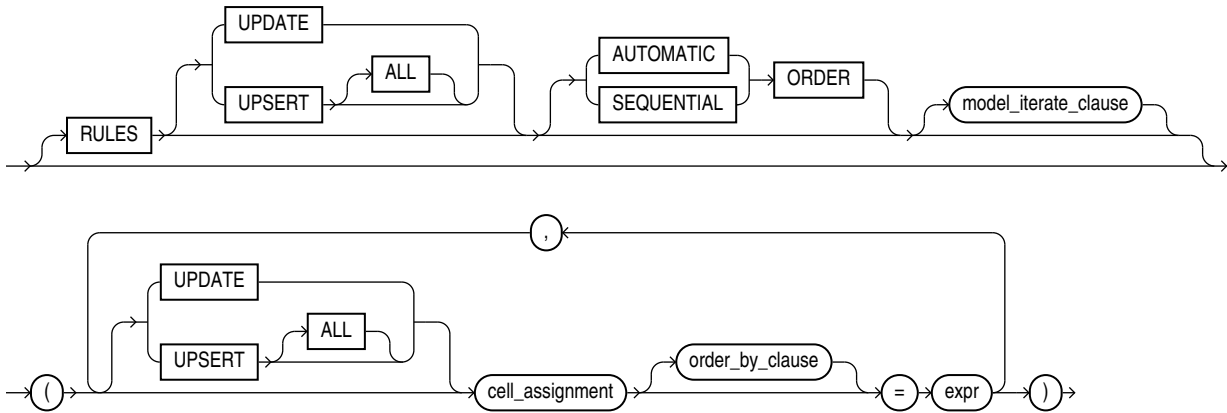 UPDATE
ALL
AUTOMATIC
UPSERT
SEQUENTIAL
ORDER
model_iterate_clause
RULES
,
UPDATE
ALL
UPSERT
order_by_clause
( cell_assignment = expr )